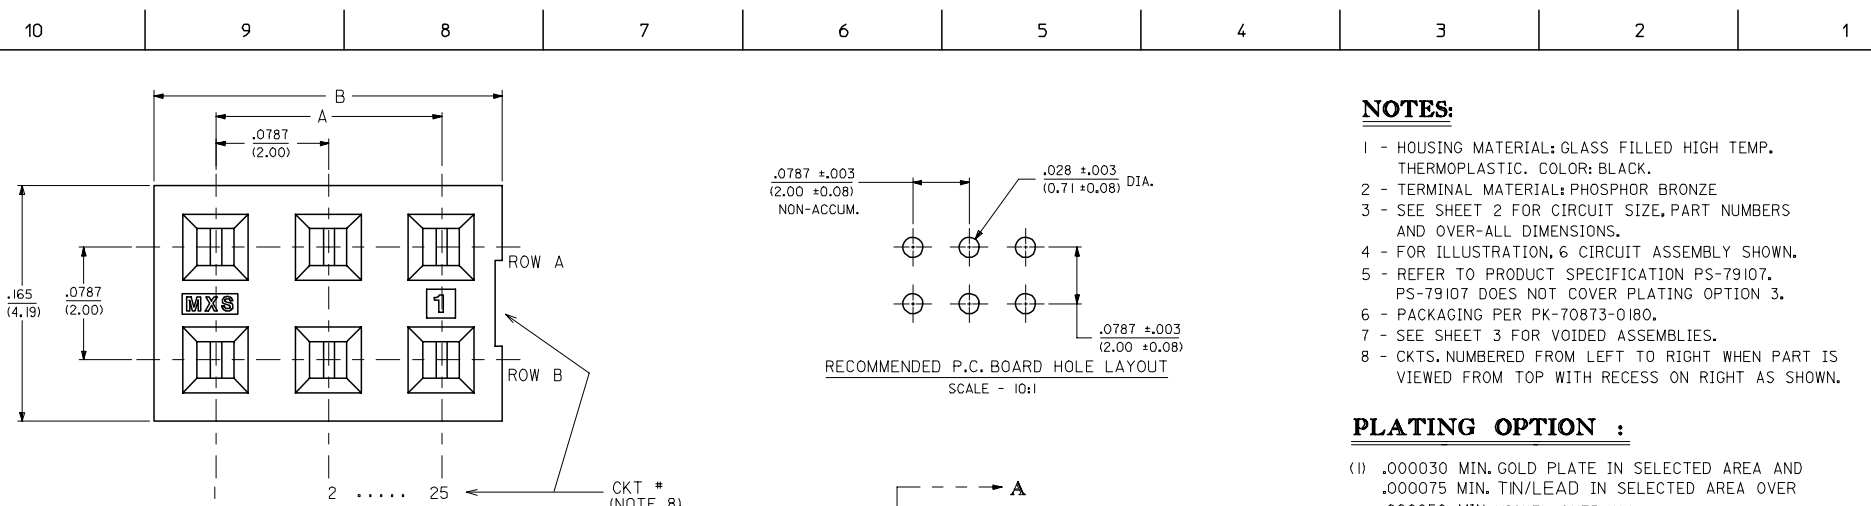 10 9 8 7 6 5 4 3 2 1
B
A
.0787
(2.00)
.165
(4.19)
.0787
(2.00)
ROW A
MXS
1
ROW B
1 2 ..... 25
CKT #
(NOTE 8)
.0787 ±.003
(2.00 ±0.08)
NON-ACCUM.
.028 ±.003
(0.71 ±0.08) DIA.
.0787 ±.003
(2.00 ±0.08)
RECOMMENDED P.C. BOARD HOLE LAYOUT
SCALE - 10:1
A
NOTES:
1 - HOUSING MATERIAL: GLASS FILLED HIGH TEMP.
THERMOPLASTIC. COLOR: BLACK.
2 - TERMINAL MATERIAL: PHOSPHOR BRONZE
3 - SEE SHEET 2 FOR CIRCUIT SIZE, PART NUMBERS
AND OVER-ALL DIMENSIONS.
4 - FOR ILLUSTRATION, 6 CIRCUIT ASSEMBLY SHOWN.
5 - REFER TO PRODUCT SPECIFICATION PS-79107.
PS-79107 DOES NOT COVER PLATING OPTION 3.
6 - PACKAGING PER PK-70873-0180.
7 - SEE SHEET 3 FOR VOIDED ASSEMBLIES.
8 - CKTS. NUMBERED FROM LEFT TO RIGHT WHEN PART IS
VIEWED FROM TOP WITH RECESS ON RIGHT AS SHOWN.
PLATING OPTION :
(1) .000030 MIN. GOLD PLATE IN SELECTED AREA AND
.000075 MIN. TIN/LEAD IN SELECTED AREA OVER